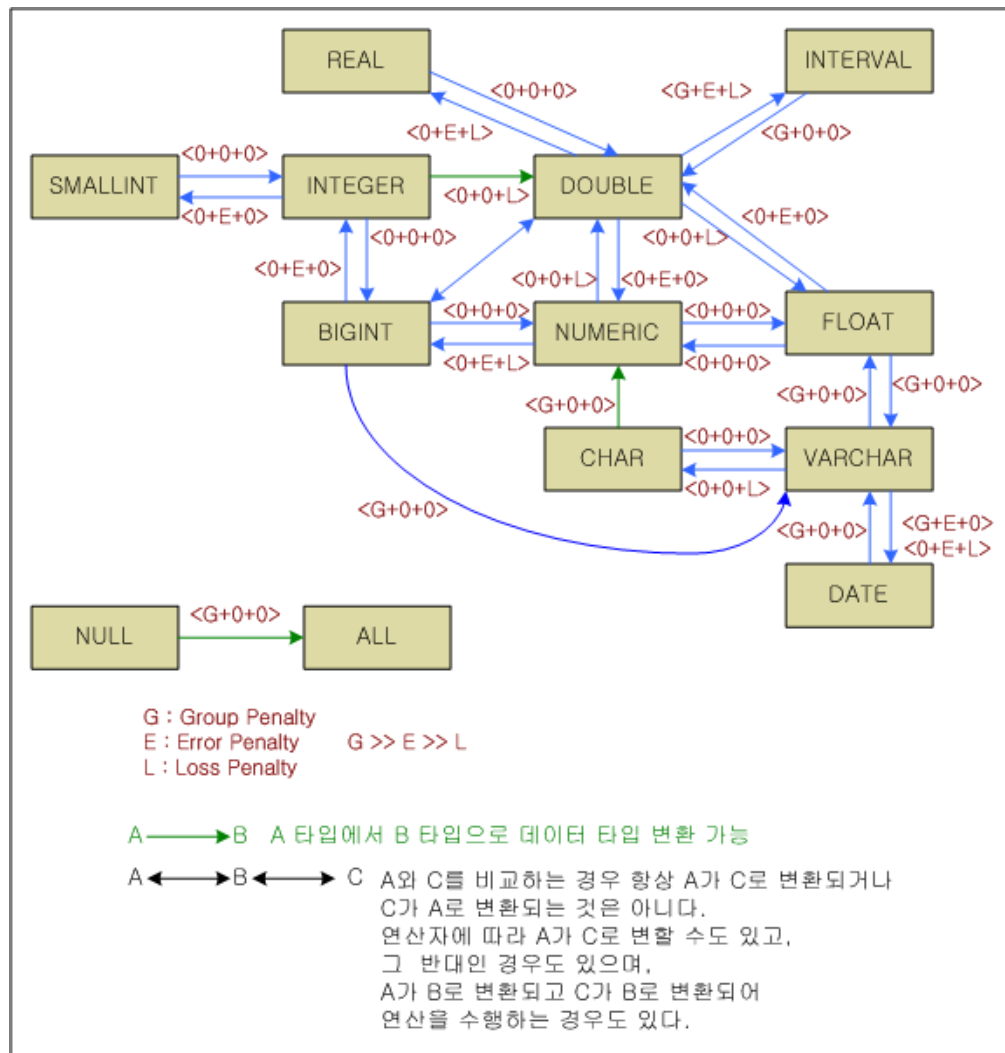 REAL
INTERVAL
<0+0+0>
<G+E+L>
<0+E+L>
<G+0+0>
<0+0+0>
SMALLINT
INTEGER
DOUBLE
<0+E+0>
<0+0+L>
<0+E+0>
<0+0+0>
<0+0+L>
<0+E+0>
<0+0+L>
<0+E+0>
<0+0+0>
<0+0+0>
BIGINT
NUMERIC
FLOAT
<0+E+L>
<0+0+0>
<G+0+0>
<G+0+0>
<G+0+0>
<0+0+0>
CHAR
VARCHAR
<0+0+L>
<G+0+0>
<G+0+0>
<G+E+0>
<0+E+L>
DATE
<G+0+0>
NULL
ALL
G : Group Penalty
E : Error Penalty G >> E >> L
L : Loss Penalty
A B A 타입에서 B 타입으로 데이터 타입 변환 가능
A B C A와 C를 비교하는 경우 항상 A가 C로 변환되거나
C가 A로 변환되는 것은 아니다.
연산자에 따라 A가 C로 변할 수도 있고,
그 반대인 경우도 있으며,
A가 B로 변환되고 C가 B로 변환되어
연산을 수행하는 경우도 있다.